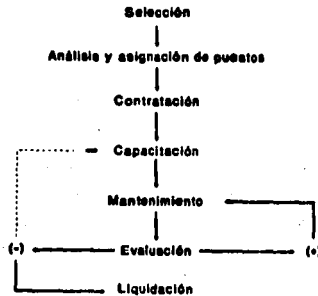 Selección
Análisis y asignación de puestos
Contratación
Capacitación
Mantenimiento
(-) Evaluación (+)
Liquidación